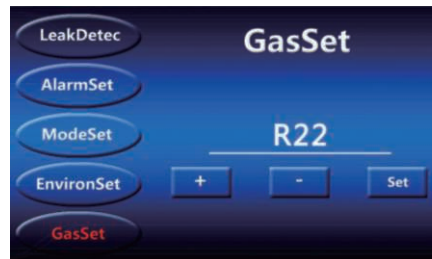 LeakDetec
GasSet
AlarmSet
ModeSet
R22
EnvironSet
+
-
Set
GasSet